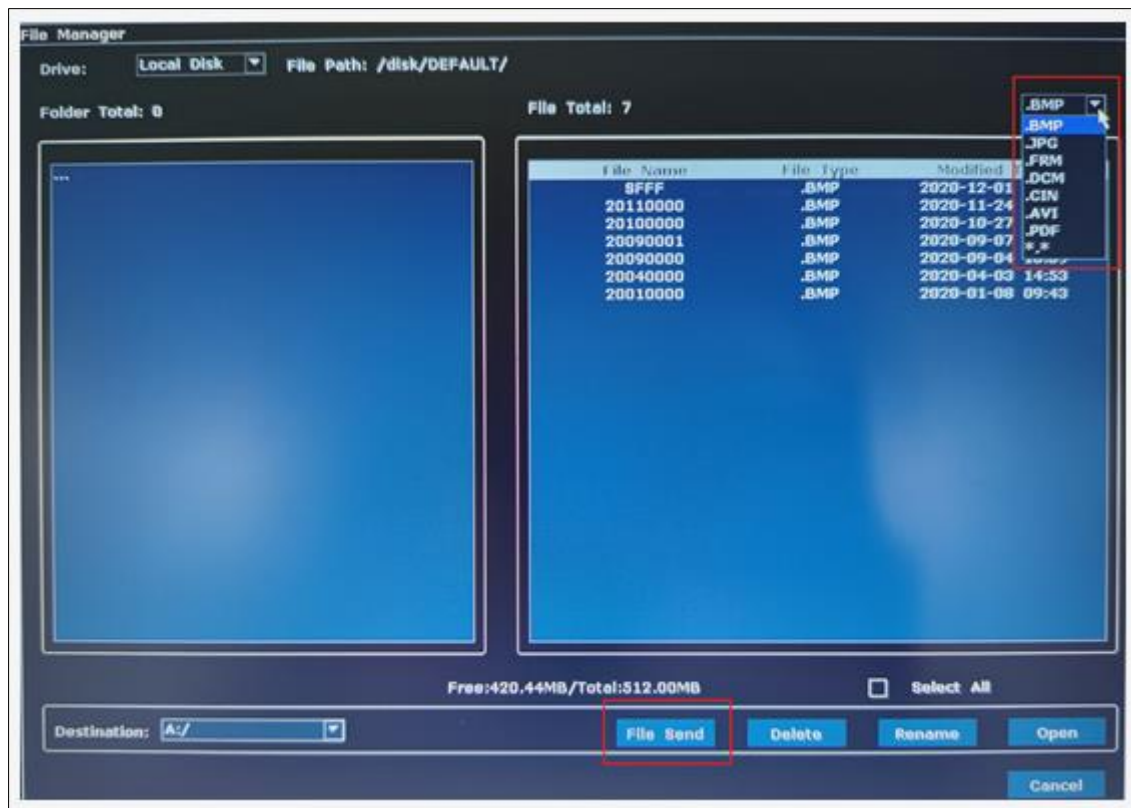 File Manager
Drive: Local Disk File Path: /disk/DEFAULT/
Folder Total: 0
File Total: 7
.BMP
.BMP
.JPG
.FRM
.DCM
.CIN
.AVI
.PDF
*.*
...
File Name File Type Modified
SFFF .BMP 2020-12-01
20110000 .BMP 2020-11-24
20100000 .BMP 2020-10-27
20090001 .BMP 2020-09-07
20090000 .BMP 2020-09-04
20040000 .BMP 2020-04-03 14:53
20010000 .BMP 2020-01-08 09:43
Free:420.44MB/Total:512.00MB
Select All
Destination: A:/
File Send
Delete
Rename
Open
Cancel